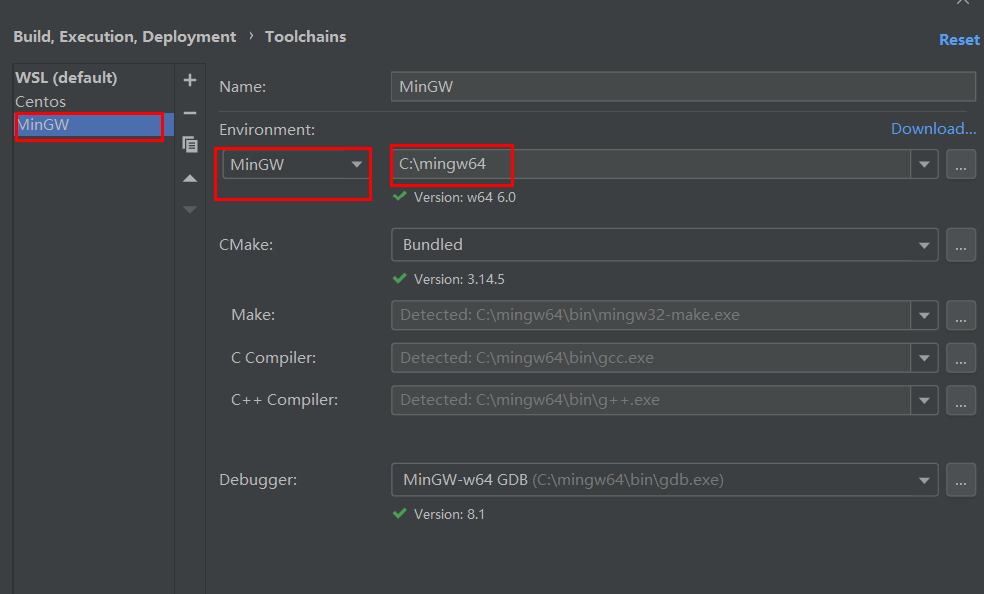 Build, Execution, Deployment › Toolchains
Reset
WSL (default)
Centos
MinGW
Name:
MinGW
Environment:
Download...
MinGW
C:\mingw64
...
Version: w64 6.0
CMake:
Bundled
...
Version: 3.14.5
Make:
Detected: C:\mingw64\bin\mingw32-make.exe
...
C Compiler:
Detected: C:\mingw64\bin\gcc.exe
...
C++ Compiler:
Detected: C:\mingw64\bin\g++.exe
...
Debugger:
MinGW-w64 GDB (C:\mingw64\bin\gdb.exe)
...
Version: 8.1